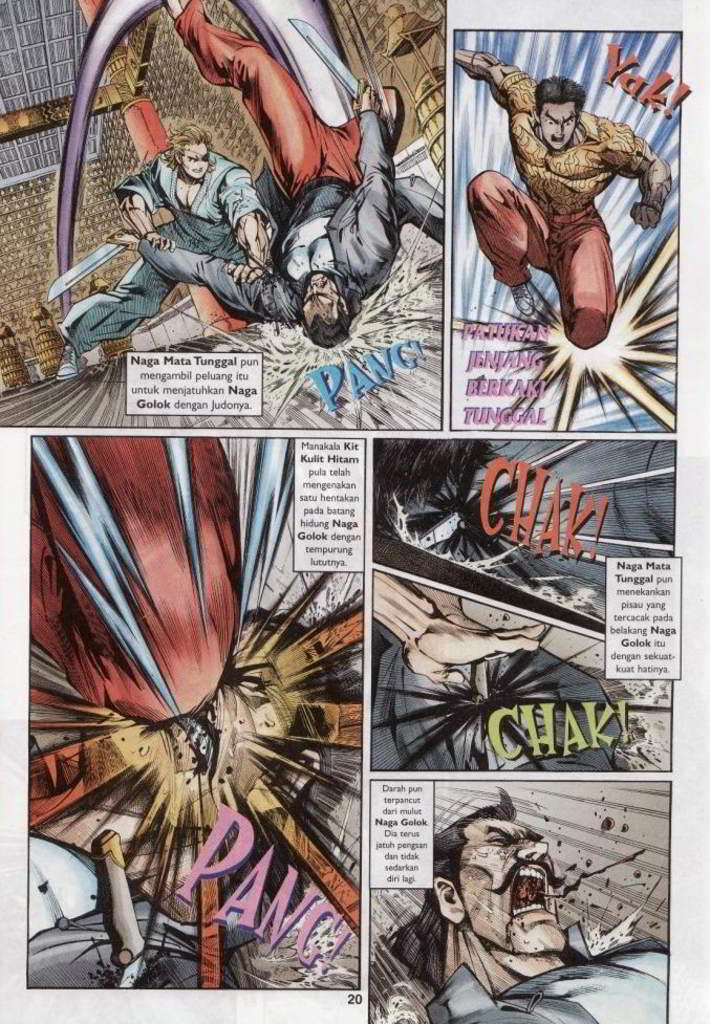 Naga Mata Tunggal pun
mengambil peluang itu
untuk menjatuhkan Naga
Golok dengan Judonya.
PANG!
Yak!
PATUKAN
JENJANG
BERKAKI
TUNGGAL
Manakala Kit
Kulit Hitam
pula telah
mengenakan
satu hentakan
pada batang
hidung Naga
Golok dengan
tempurung
lututnya.
PANG!
CHAK!
Naga Mata
Tunggal pun
menekankan
pisau yang
tercacak pada
belakang Naga
Golok itu
dengan sekuat-
kuat hatinya.
CHAK!
Darah pun
terpancut
dari mulut
Naga Golok. Dia terus
jatuh pengsan
dan tidak
sedarkan
diri lagi.
20